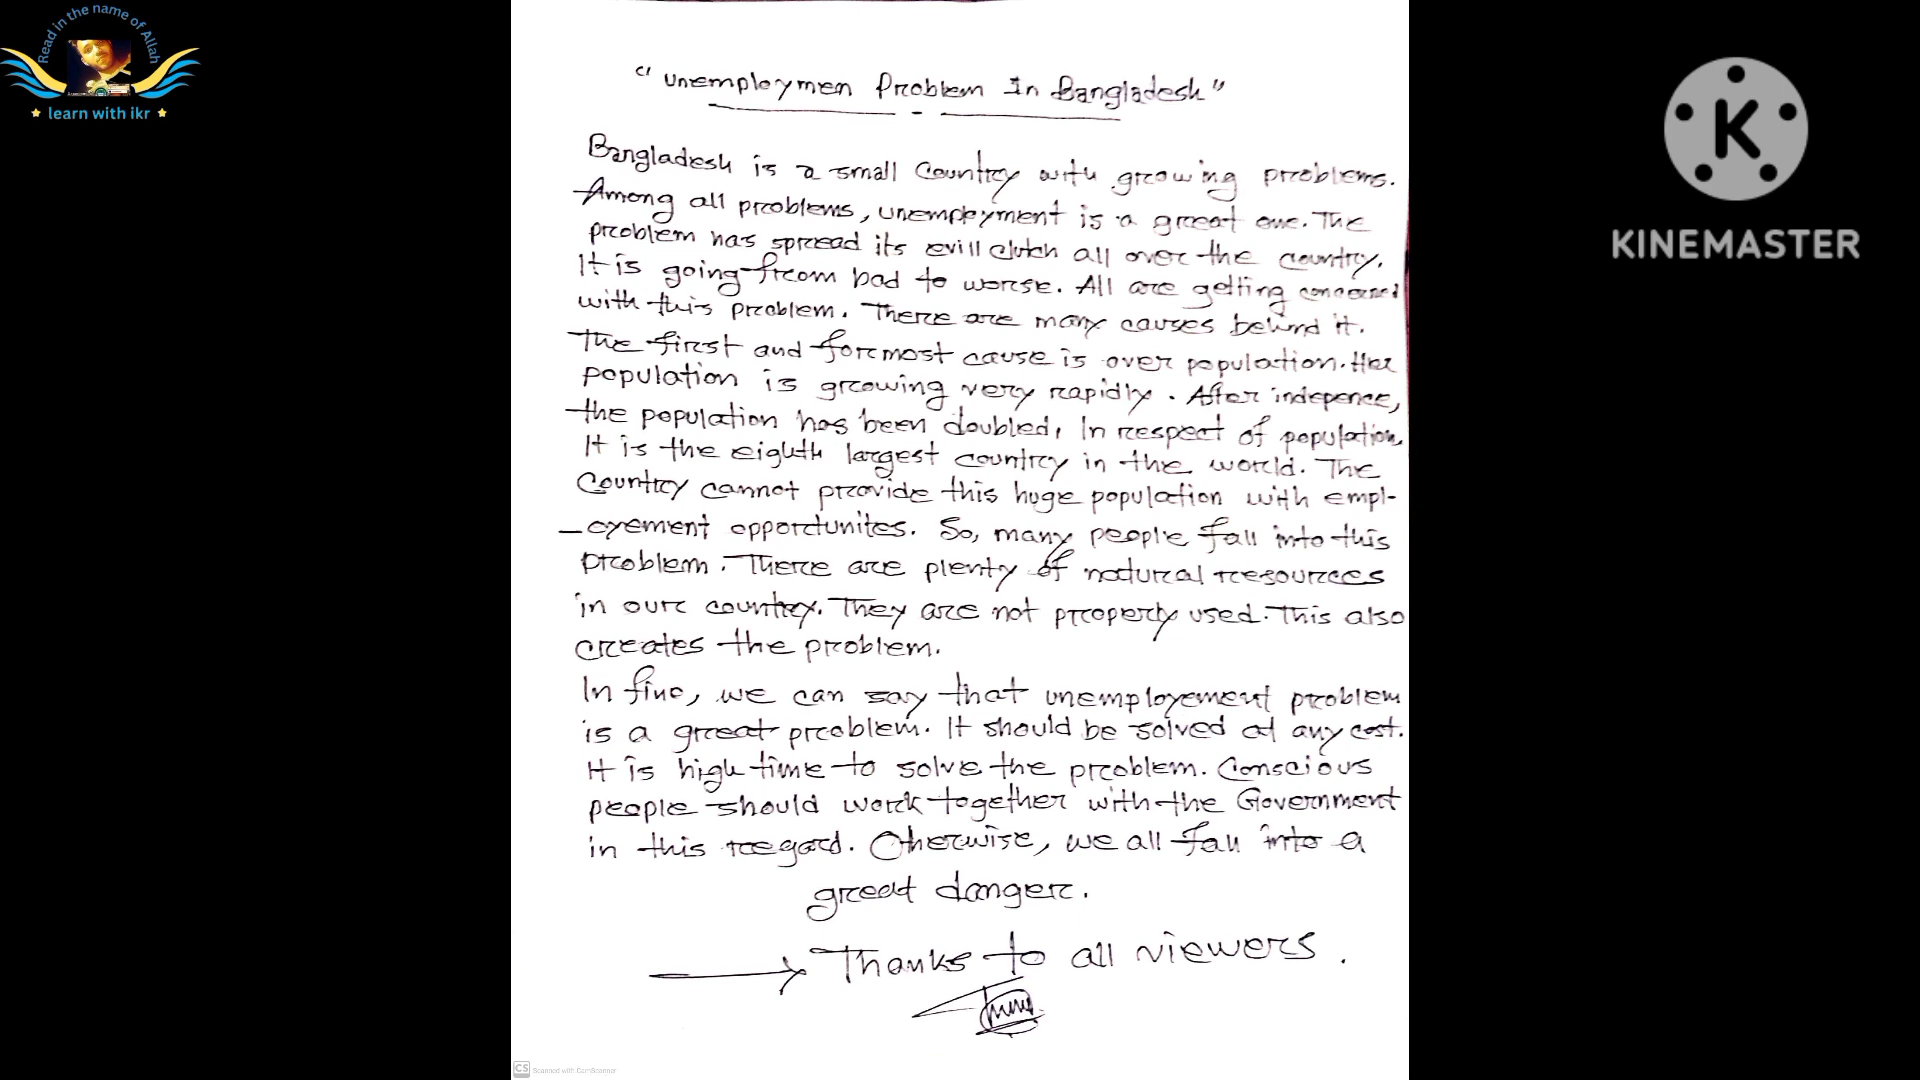 Read in the name of Allah
learn with ikr
K
KINEMASTER
"Unemploymen Problem In Bangladesh"
Bangladesh is a small Country with growing problems.
Among all problems, unemployment is a great one. The
problem has spread its evill clutch all over the country.
It is going from bad to worse. All are getting concerned
with this problem. There are many causes behind it.
The first and formost cause is over population. Her
population is growing very rapidly. After indepence,
the population has been doubled, In respect of population,
It is the eighth largest country in the world. The
Country cannot provide this huge population with empl-
-oyement opportunites. So, many people fall into this
problem. There are plenty of natural resources
in our country. They are not properly used. This also
creates the problem.
In fine, we can say that unemployement problem
is a great problem. It should be solved at any cost.
It is high time to solve the problem. Conscious
people should work together with the Government
in this regard. Otherwise, we all fall into a
great danger.
Thanks to all viewers.
CS Scanned with CamScanner